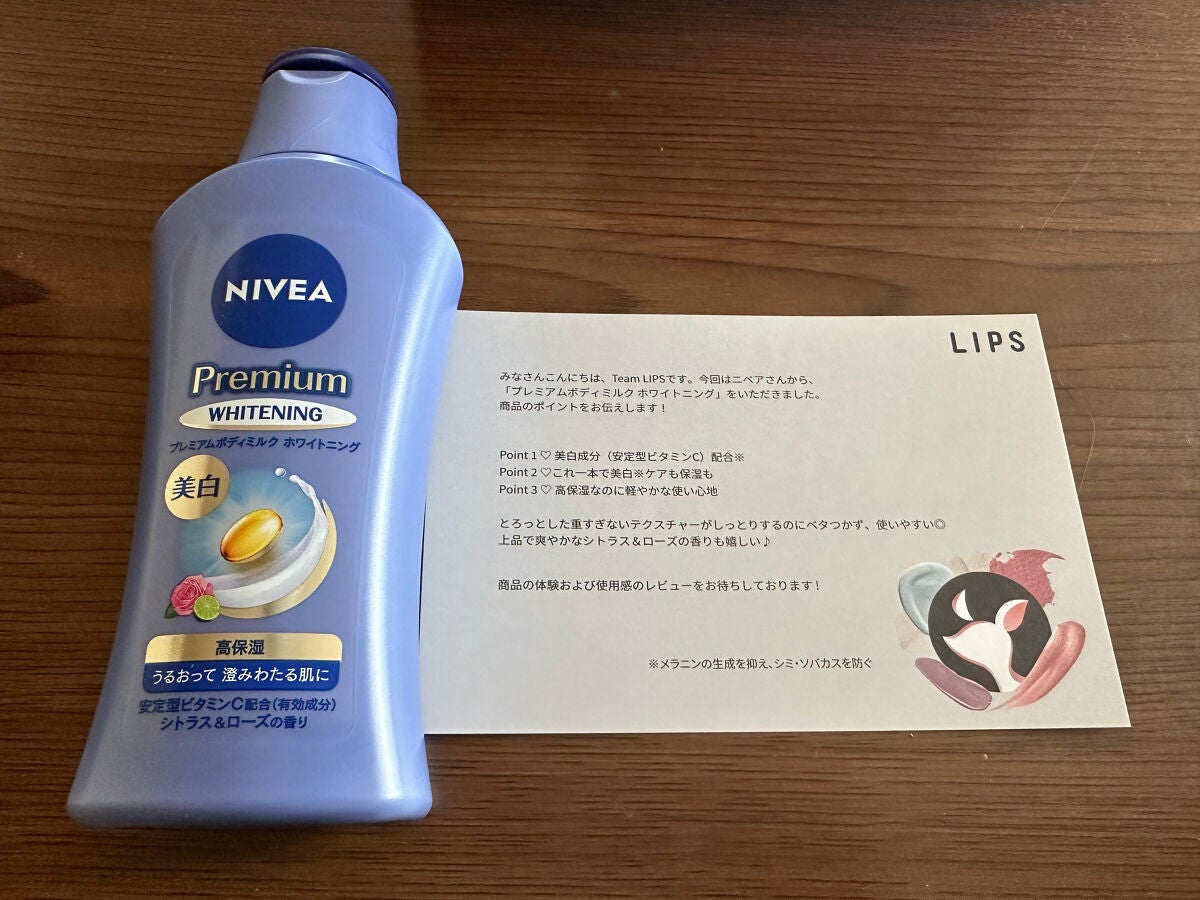 NIVEA
Premium
WHITENING
プレミアムボディミルク ホワイトニング
美白
高保湿
うるおって 澄みわたる肌に
安定型ビタミンC配合(有効成分)
シトラス&ローズの香り
LIPS
みなさんこんにちは、Team LIPSです。今回はニベアさんから、
「プレミアムボディミルク ホワイトニング」をいただきました。
商品のポイントをお伝えします!
Point 1 ♡ 美白成分(安定型ビタミンC)配合※
Point 2 ♡これ一本で美白※ケアも保湿も
Point 3 ♡ 高保湿なのに軽やかな使い心地
とろっとした重すぎないテクスチャーがしっとりするのにベタつかず、使いやすい◎
上品で爽やかなシトラス&ローズの香りも嬉しい♪
商品の体験および使用感のレビューをお待ちしております!
※メラニンの生成を抑え、シミ・ソバカスを防ぐ